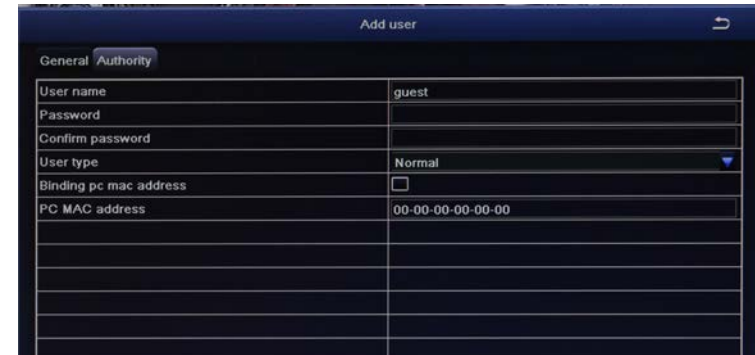 Add user
General Authority
User name guest
Password
Confirm password
User type Normal
Binding pc mac address
PC MAC address 00-00-00-00-00-00